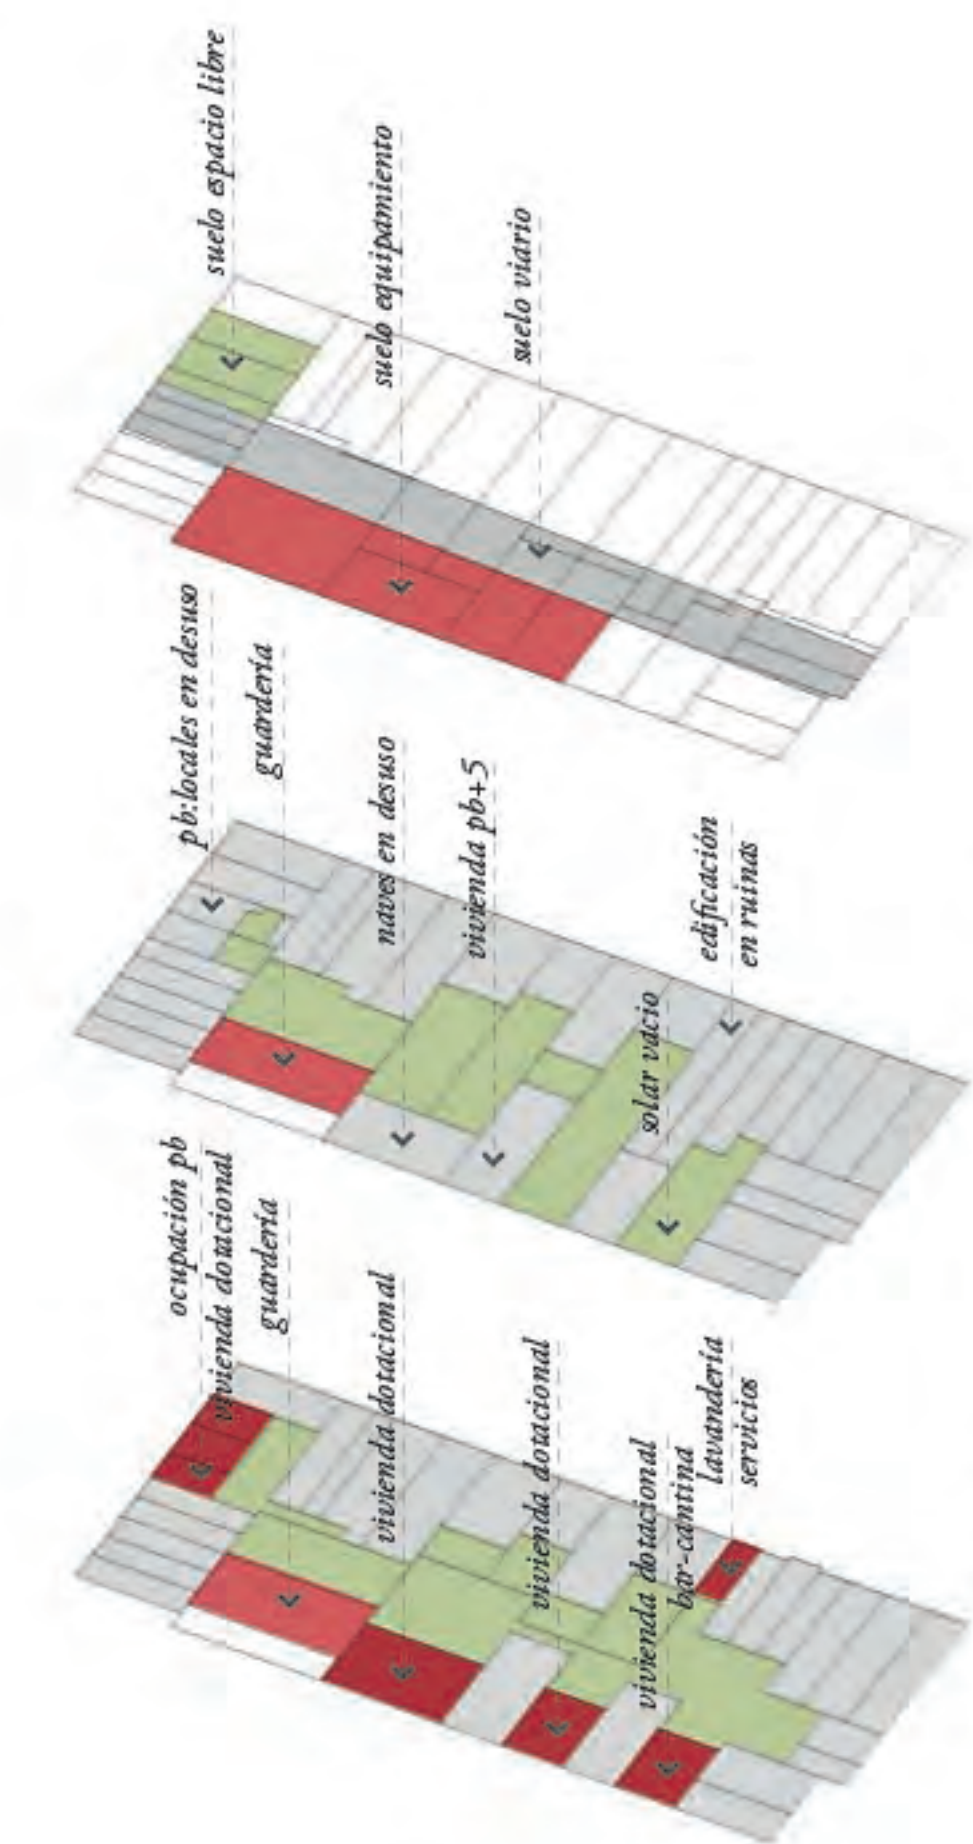 suelo espacio libre
suelo equipamiento
suelo viario
pb:locales en desuso
guardería
naves en desuso
vivienda pb+5
solar vacio
edificación
en ruinas
ocupación pb
vivienda dotacional
guardería
vivienda dotacional
vivienda dotacional
vivienda dotacional
bar-cantina
lavandería
servicios